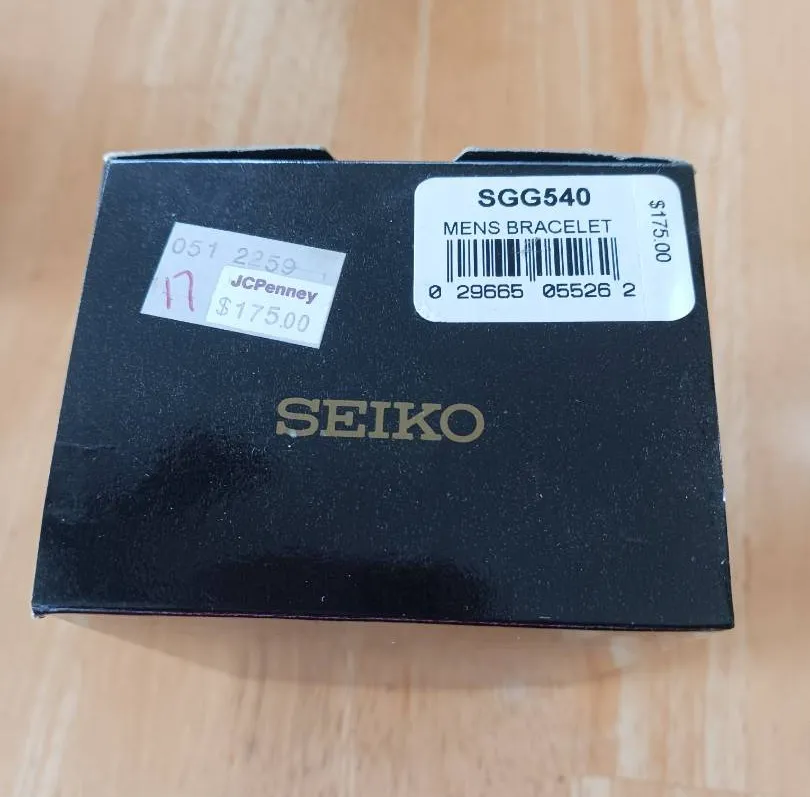 SGG540
MENS BRACELET
0 29665 05526 2
$175.00
051 2259
17
JCPenney
$175.00
SEIKO